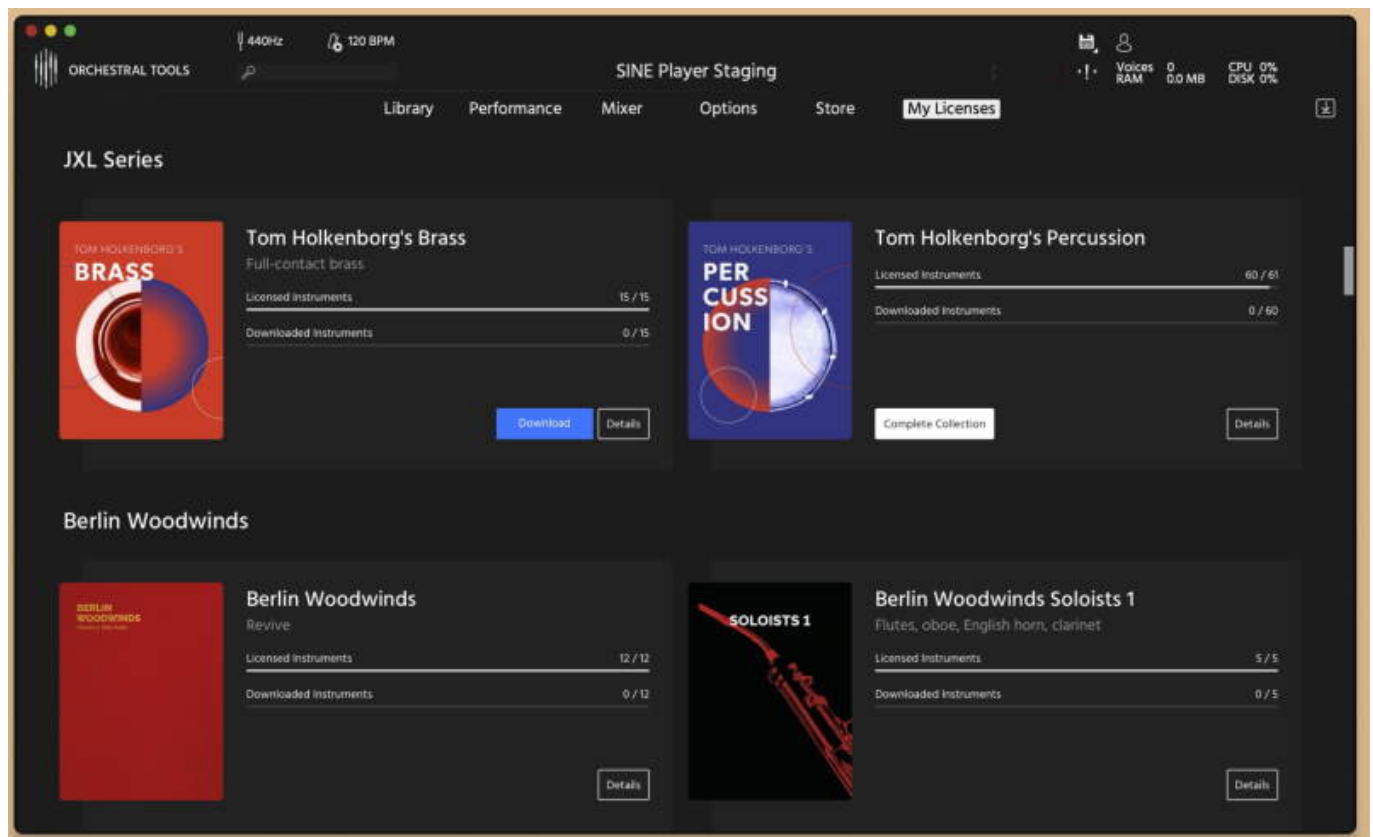 440Hz
120 BPM
ORCHESTRAL TOOLS
SINE Player Staging
Voices 0
RAM 0.0 MB
CPU 0%
DISK 0%
Library Performance Mixer Options Store My Licenses
JXL Series
TOM HOLKENBORG'S
BRASS
Tom Holkenborg's Brass
Full-contact brass
Licensed Instruments 15 / 15
Downloaded Instruments 0 / 15
Download Details
TOM HOLKENBORG'S
PER
CUSS
ION
Tom Holkenborg's Percussion
Licensed Instruments 60 / 61
Downloaded Instruments 0 / 60
Complete Collection Details
Berlin Woodwinds
BERLIN
WOODWINDS
Berlin Woodwinds
Revive
Licensed Instruments 12 / 12
Downloaded Instruments 0 / 12
Details
SOLOISTS 1
Berlin Woodwinds Soloists 1
Flutes, oboe, English horn, clarinet
Licensed Instruments 5 / 5
Downloaded Instruments 0 / 5
Details